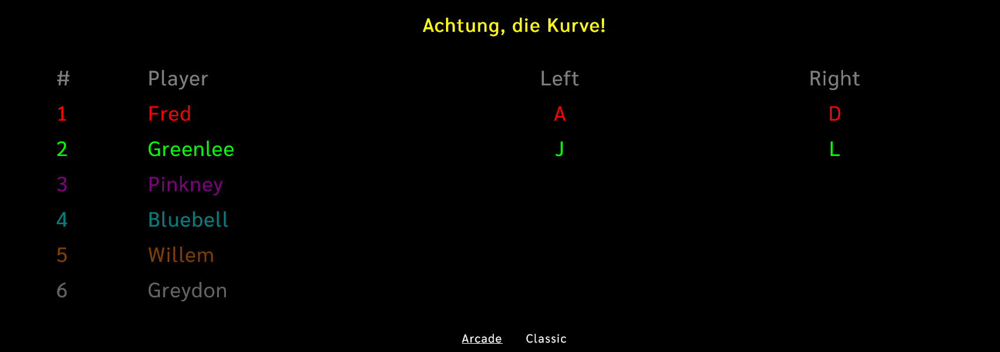 Achtung, die Kurve!
# Player Left Right
1 Fred A D
2 Greenlee J L
3 Pinkney
4 Bluebell
5 Willem
6 Greydon
Arcade Classic